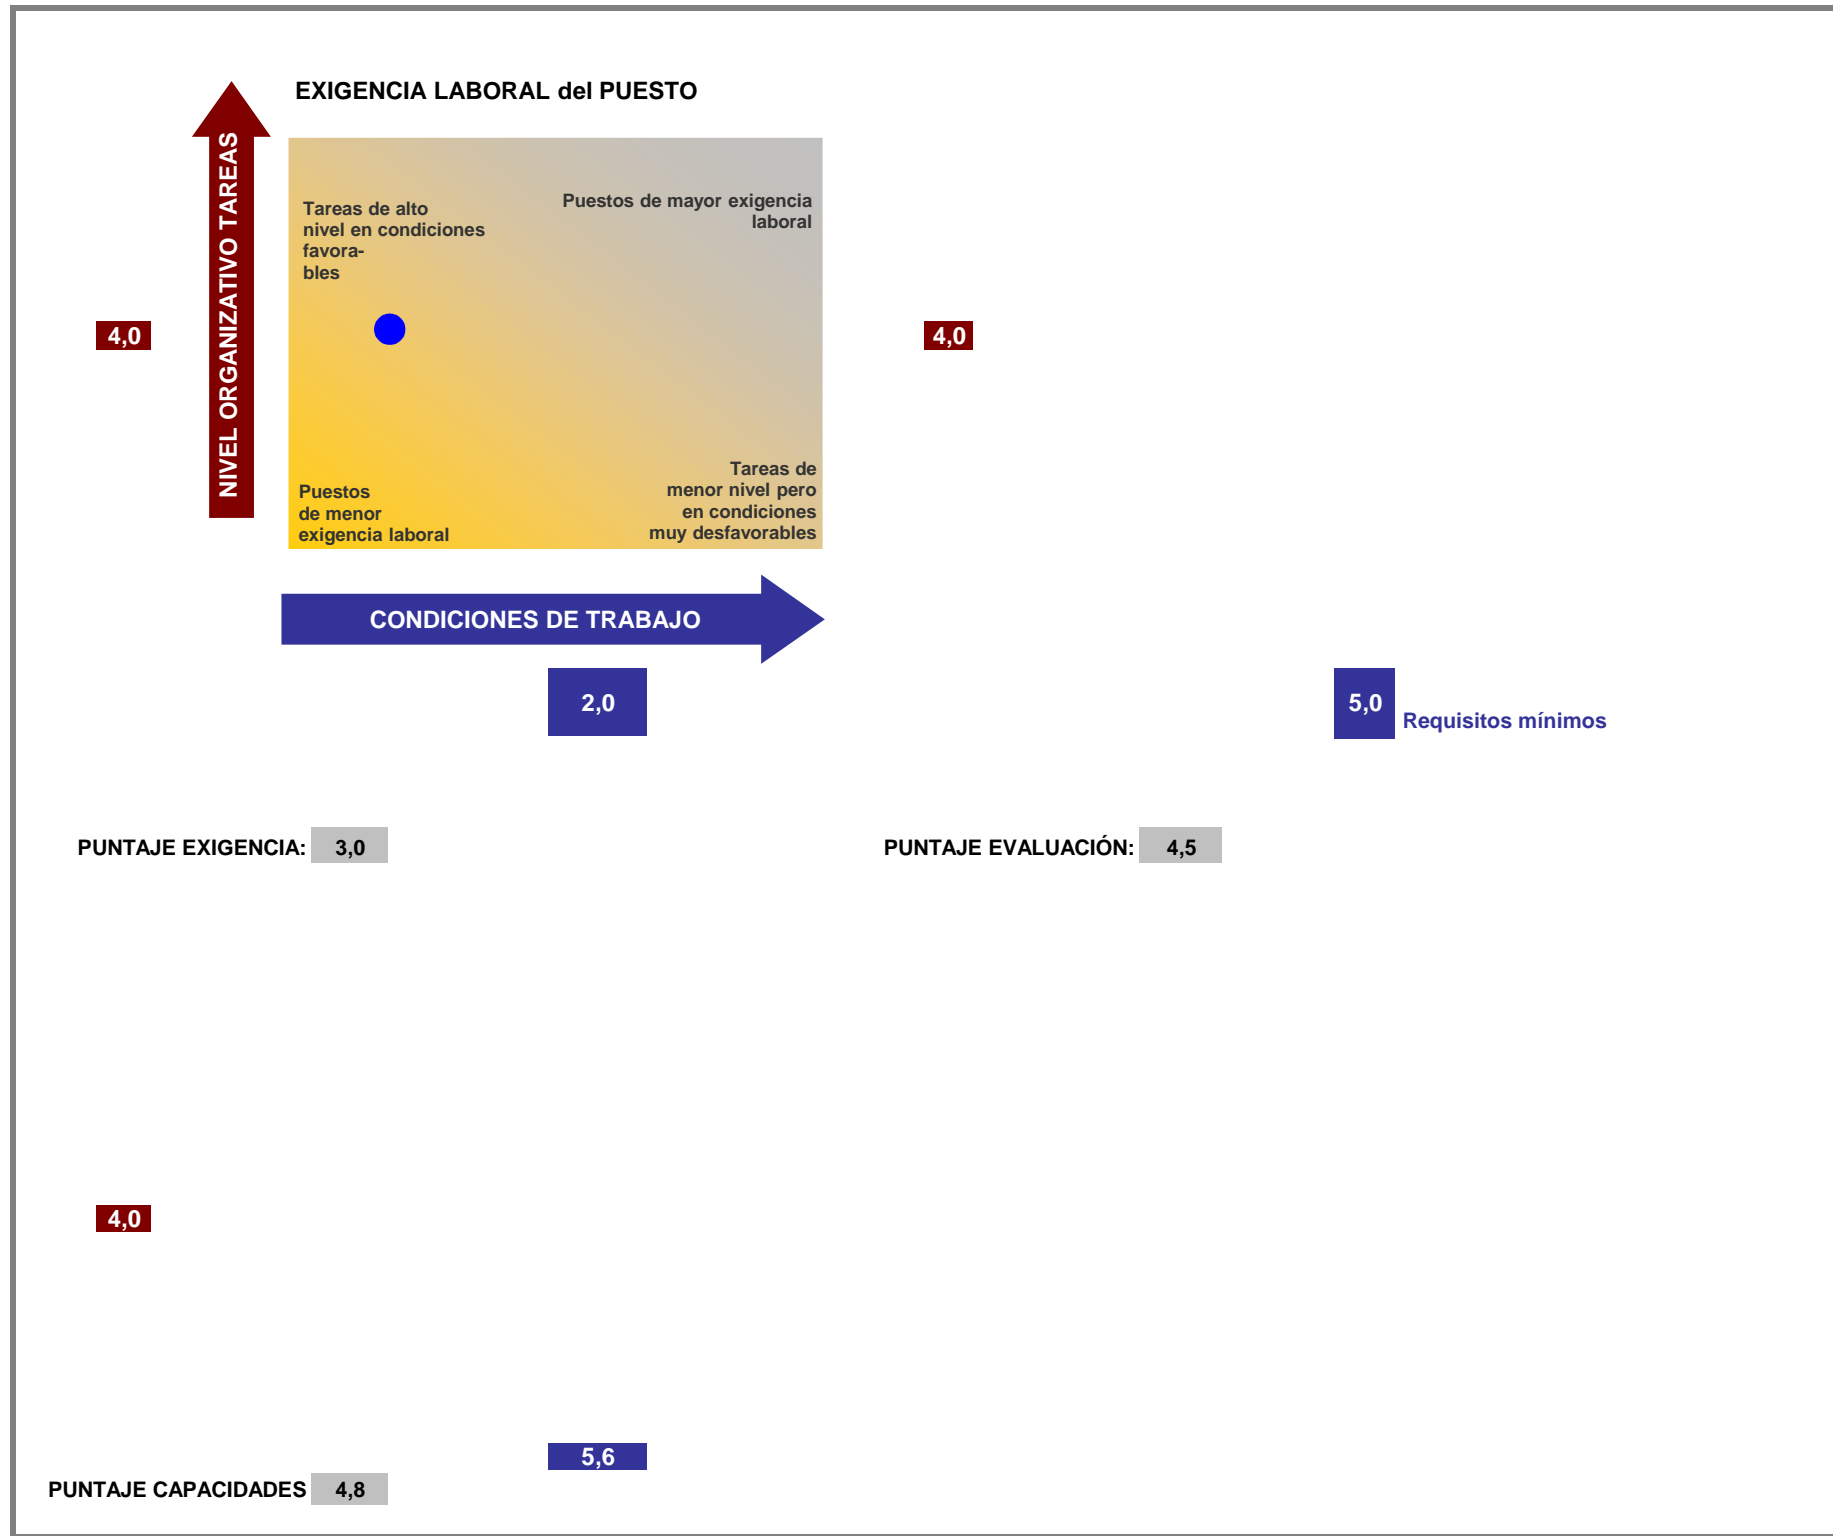 EXIGENCIA LABORAL del PUESTO
NIVEL ORGANIZATIVO TAREAS
Tareas de alto
nivel en condiciones
favora-
bles
Puestos de mayor exigencia
laboral
4,0
4,0
Puestos
de menor
exigencia laboral
Tareas de
menor nivel pero
en condiciones
muy desfavorables
CONDICIONES DE TRABAJO
2,0
5,0
Requisitos mínimos
PUNTAJE EXIGENCIA: 3,0
PUNTAJE EVALUACIÓN: 4,5
4,0
5,6
PUNTAJE CAPACIDADES 4,8